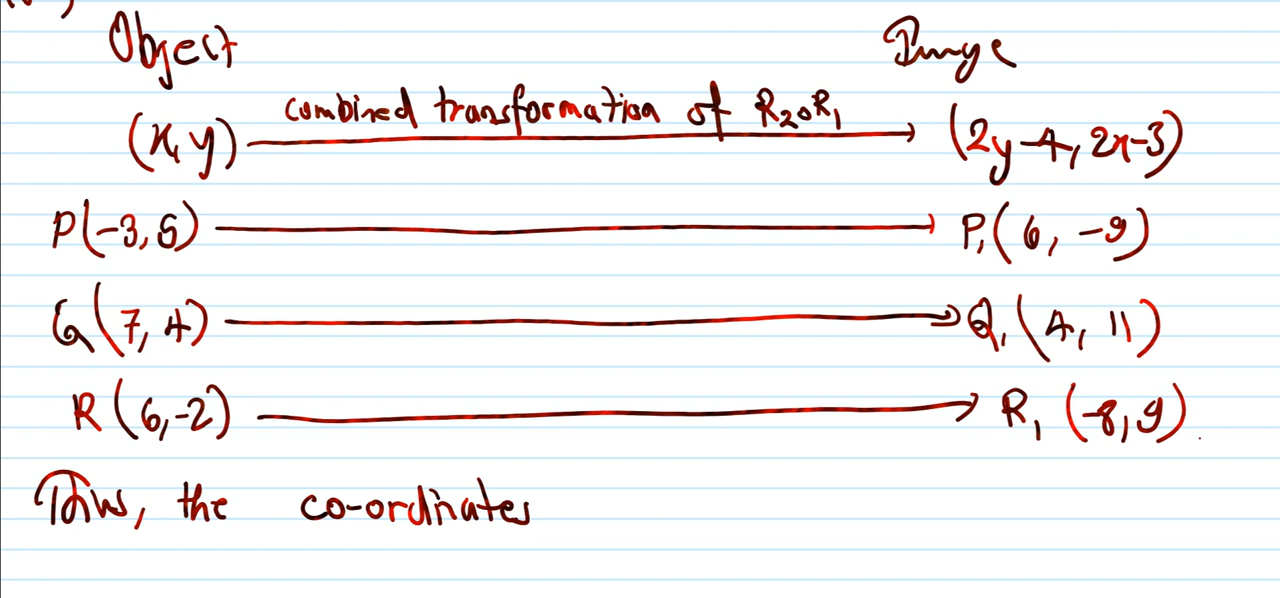 Object Image
combined transformation of R₂oR₁
(x, y) (2y-4, 2x-3)
P(-3, 5) P₁(6, -9)
Q(7, 4) Q₁(4, 11)
R(6,-2) R₁(-8, 9)
Thus, the co-ordinates